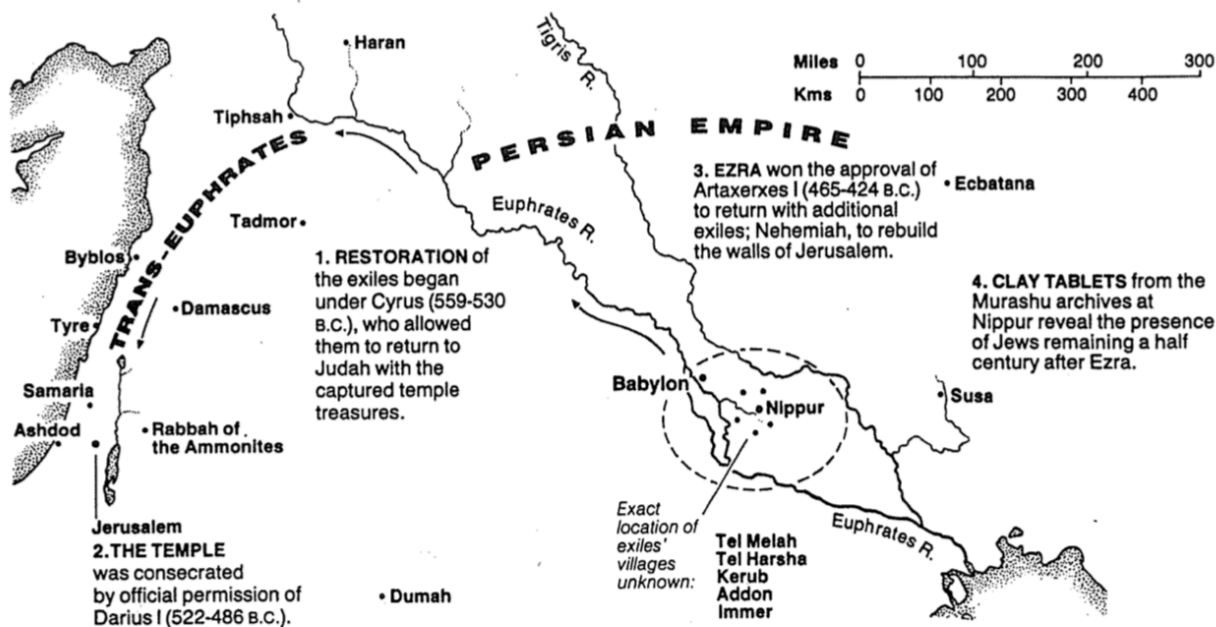 Haran
Tigris R.
Miles 0 100 200 300
Kms 0 100 200 300 400
Tiphsah
PERSIAN EMPIRE
TRANS-EUPHRATES
3. EZRA won the approval of
Artaxerxes I (465-424 B.C.)
to return with additional
exiles; Nehemiah, to rebuild
the walls of Jerusalem.
Ecbatana
Euphrates R.
Tadmor
Byblos
1. RESTORATION of
the exiles began
under Cyrus (559-530
B.C.), who allowed
them to return to
Judah with the
captured temple
treasures.
4. CLAY TABLETS from the
Murashu archives at
Nippur reveal the presence
of Jews remaining a half
century after Ezra.
Damascus
Tyre
Babylon
Nippur
Susa
Samaria
Ashdod
Rabbah of
the Ammonites
Jerusalem
2.THE TEMPLE
was consecrated
by official permission of
Darius I (522-486 B.C.).
Dumah
Exact
location of
exiles'
villages
unknown:
Tel Melah
Tel Harsha
Kerub
Addon
Immer
Euphrates R.